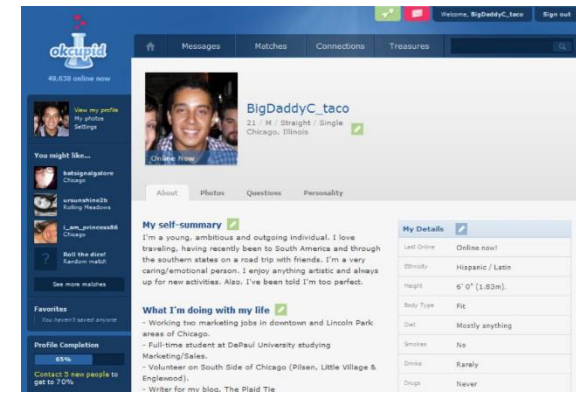 Welcome, BigDaddyC_taco
Sign out
okcupid
Messages
Matches
Connections
Treasures
49,638 online now
View my profile
My photos
Settings
BigDaddyC_taco
21 / M / Straight / Single
Chicago, Illinois
Online Now
You might like...
batsignalgalore
Chicago
ursunshine2b
Rolling Meadows
i_am_princess86
Chicago
?
Roll the dice!
Random match
See more matches
Favorites
You haven't saved anyone
Profile Completion
65%
Contact 5 new people to
get to 70%
About
Photos
Questions
Personality
My self-summary
I'm a young, ambitious and outgoing individual. I love
traveling, having recently been to South America and through
the southern states on a road trip with friends. I'm a very
caring/emotional person. I enjoy anything artistic and always
up for new activities. Also, I've been told I'm too perfect.
What I'm doing with my life
- Working two marketing jobs in downtown and Lincoln Park
areas of Chicago.
- Full-time student at DePaul University studying
Marketing/Sales.
- Volunteer on South Side of Chicago (Pilsen, Little Village &
Englewood).
- Writer for my blog, The Plaid Tie
My Details
Last Online
Online now!
Ethnicity
Hispanic / Latin
Height
6' 0" (1.83m).
Body Type
Fit
Diet
Mostly anything
Smokes
No
Drinks
Rarely
Drugs
Never